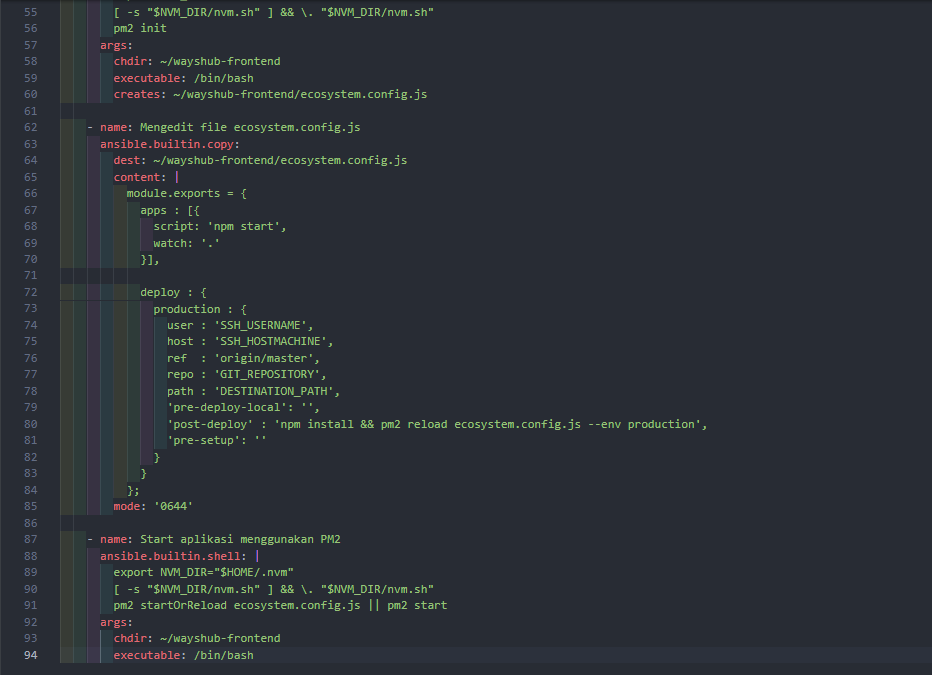 55 [ -s "$NVM_DIR/nvm.sh" ] && \. "$NVM_DIR/nvm.sh"
56 pm2 init
57 args:
58 chdir: ~/wayshub-frontend
59 executable: /bin/bash
60 creates: ~/wayshub-frontend/ecosystem.config.js
61
62 - name: Mengedit file ecosystem.config.js
63 ansible.builtin.copy:
64 dest: ~/wayshub-frontend/ecosystem.config.js
65 content: |
66 module.exports = {
67 apps : [{
68 script: 'npm start',
69 watch: '.'
70 }],
71
72 deploy : {
73 production : {
74 user : 'SSH_USERNAME',
75 host : 'SSH_HOSTMACHINE',
76 ref  : 'origin/master',
77 repo : 'GIT_REPOSITORY',
78 path : 'DESTINATION_PATH',
79 'pre-deploy-local': '',
80 'post-deploy' : 'npm install && pm2 reload ecosystem.config.js --env production',
81 'pre-setup': ''
82 }
83 }
84 };
85 mode: '0644'
86
87 - name: Start aplikasi menggunakan PM2
88 ansible.builtin.shell: |
89 export NVM_DIR="$HOME/.nvm"
90 [ -s "$NVM_DIR/nvm.sh" ] && \. "$NVM_DIR/nvm.sh"
91 pm2 startOrReload ecosystem.config.js || pm2 start
92 args:
93 chdir: ~/wayshub-frontend
94 executable: /bin/bash